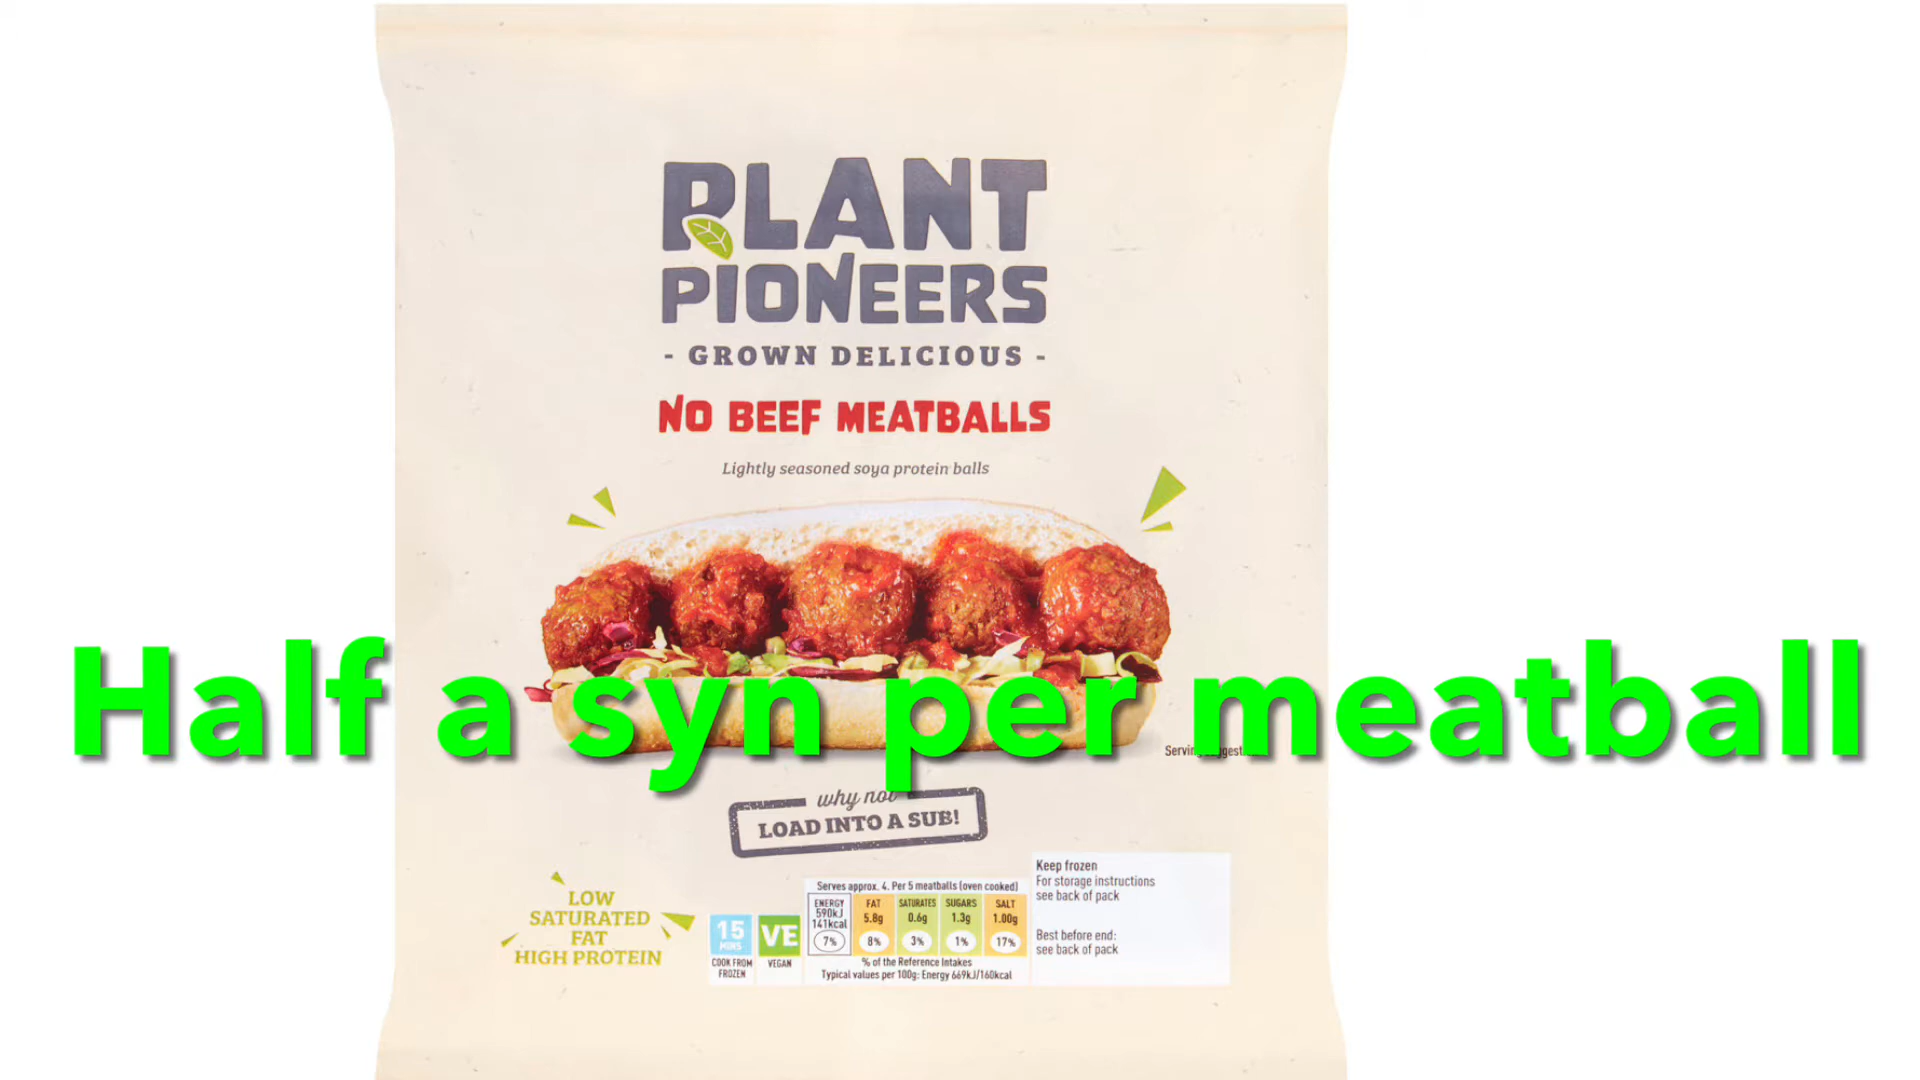 PLANT
PIONEERS
- GROWN DELICIOUS -
NO BEEF MEATBALLS
Lightly seasoned soya protein balls
Half a syn per meatball
why not
LOAD INTO A SUB!
LOW
SATURATED
FAT
HIGH PROTEIN
15
MINS
COOK FROM
FROZEN
VE
VEGAN
Serves approx. 4. Per 5 meatballs (oven cooked)
ENERGY 590kJ 141kcal 7%
FAT 5.8g 8%
SATURATES 0.6g 3%
SUGARS 1.3g 1%
SALT 1.00g 17%
% of the Reference Intakes
Typical values per 100g: Energy 669kJ/160kcal
Keep frozen
For storage instructions
see back of pack
Best before end:
see back of pack